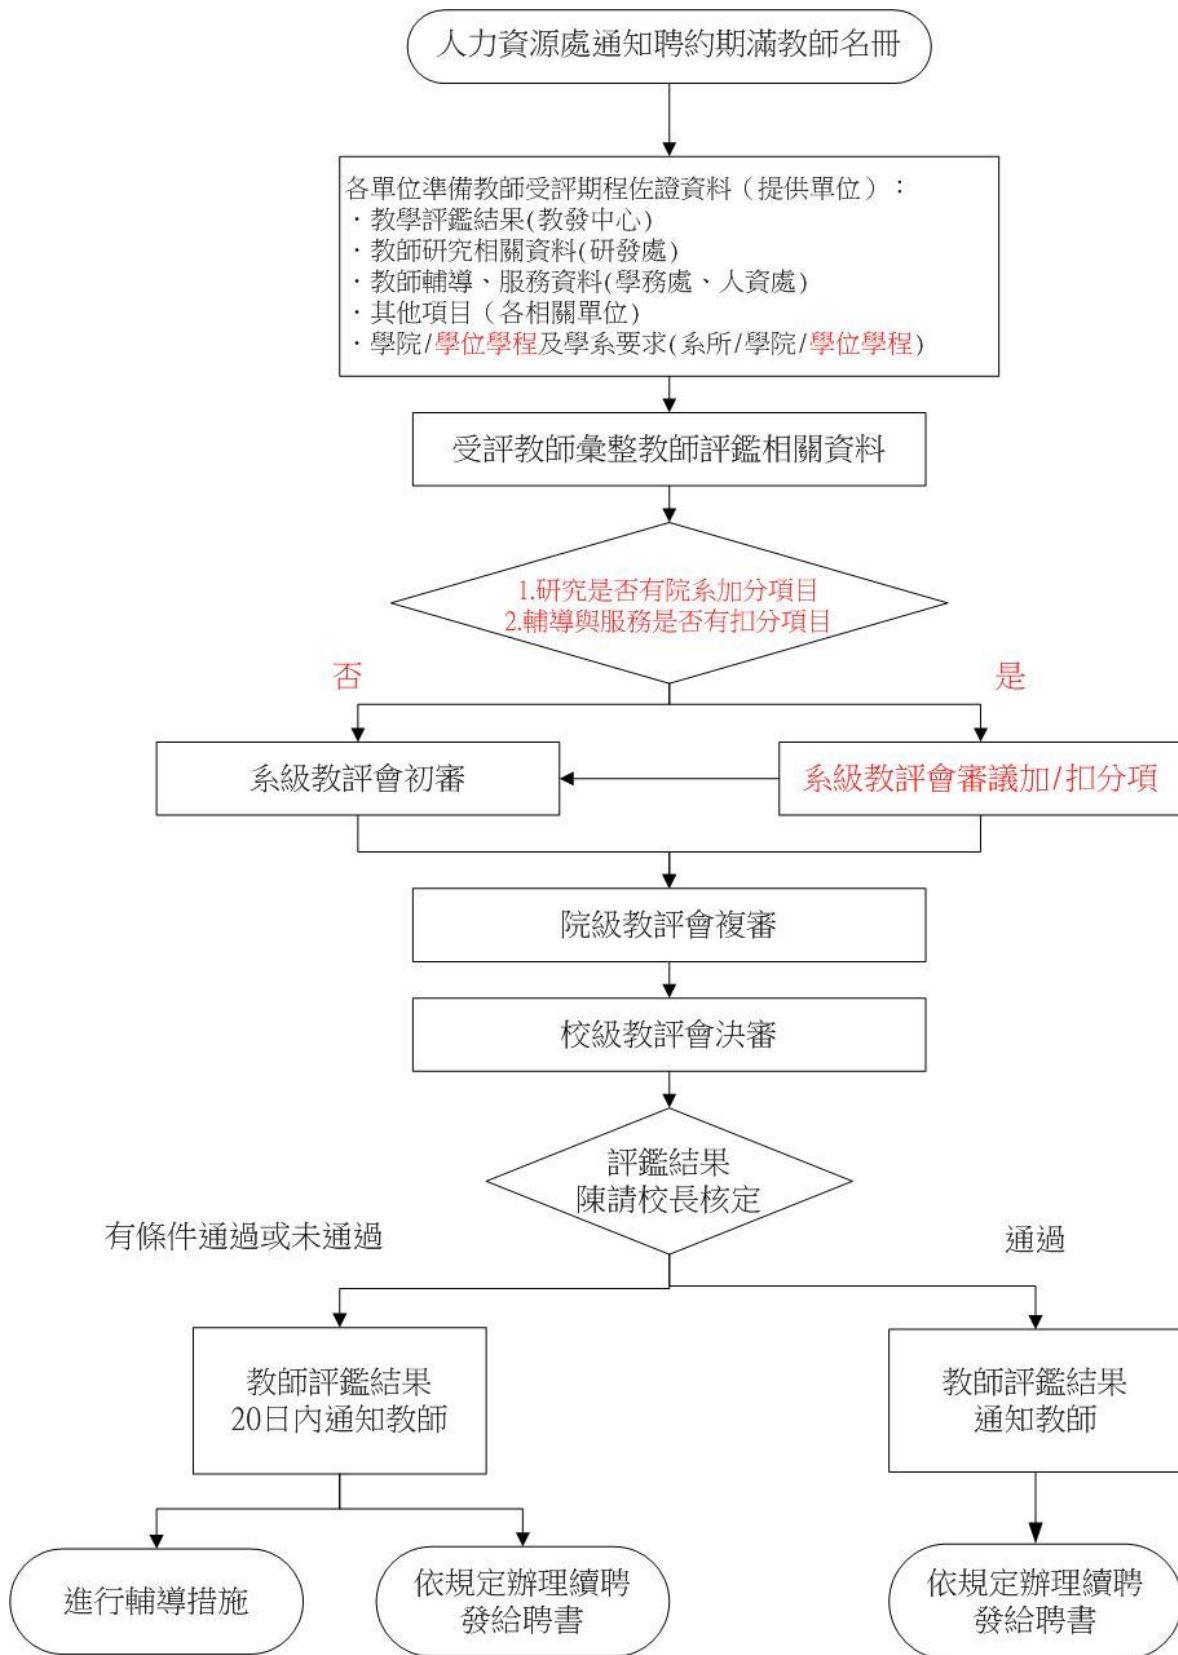 人力資源處通知聘約期滿教師名冊
各單位準備教師受評期程佐證資料（提供單位）：
・教學評鑑結果(教發中心)
・教師研究相關資料(研發處)
・教師輔導、服務資料(學務處、人資處)
・其他項目（各相關單位)
・學院/學位學程及學系要求(系所/學院/學位學程)
受評教師彙整教師評鑑相關資料
1.研究是否有院系加分項目
2.輔導與服務是否有扣分項目
否
是
系級教評會初審
系級教評會審議加/扣分項
院級教評會複審
校級教評會決審
評鑑結果
陳請校長核定
有條件通過或未通過
通過
教師評鑑結果
20日內通知教師
教師評鑑結果
通知教師
進行輔導措施
依規定辦理續聘
發給聘書
依規定辦理續聘
發給聘書